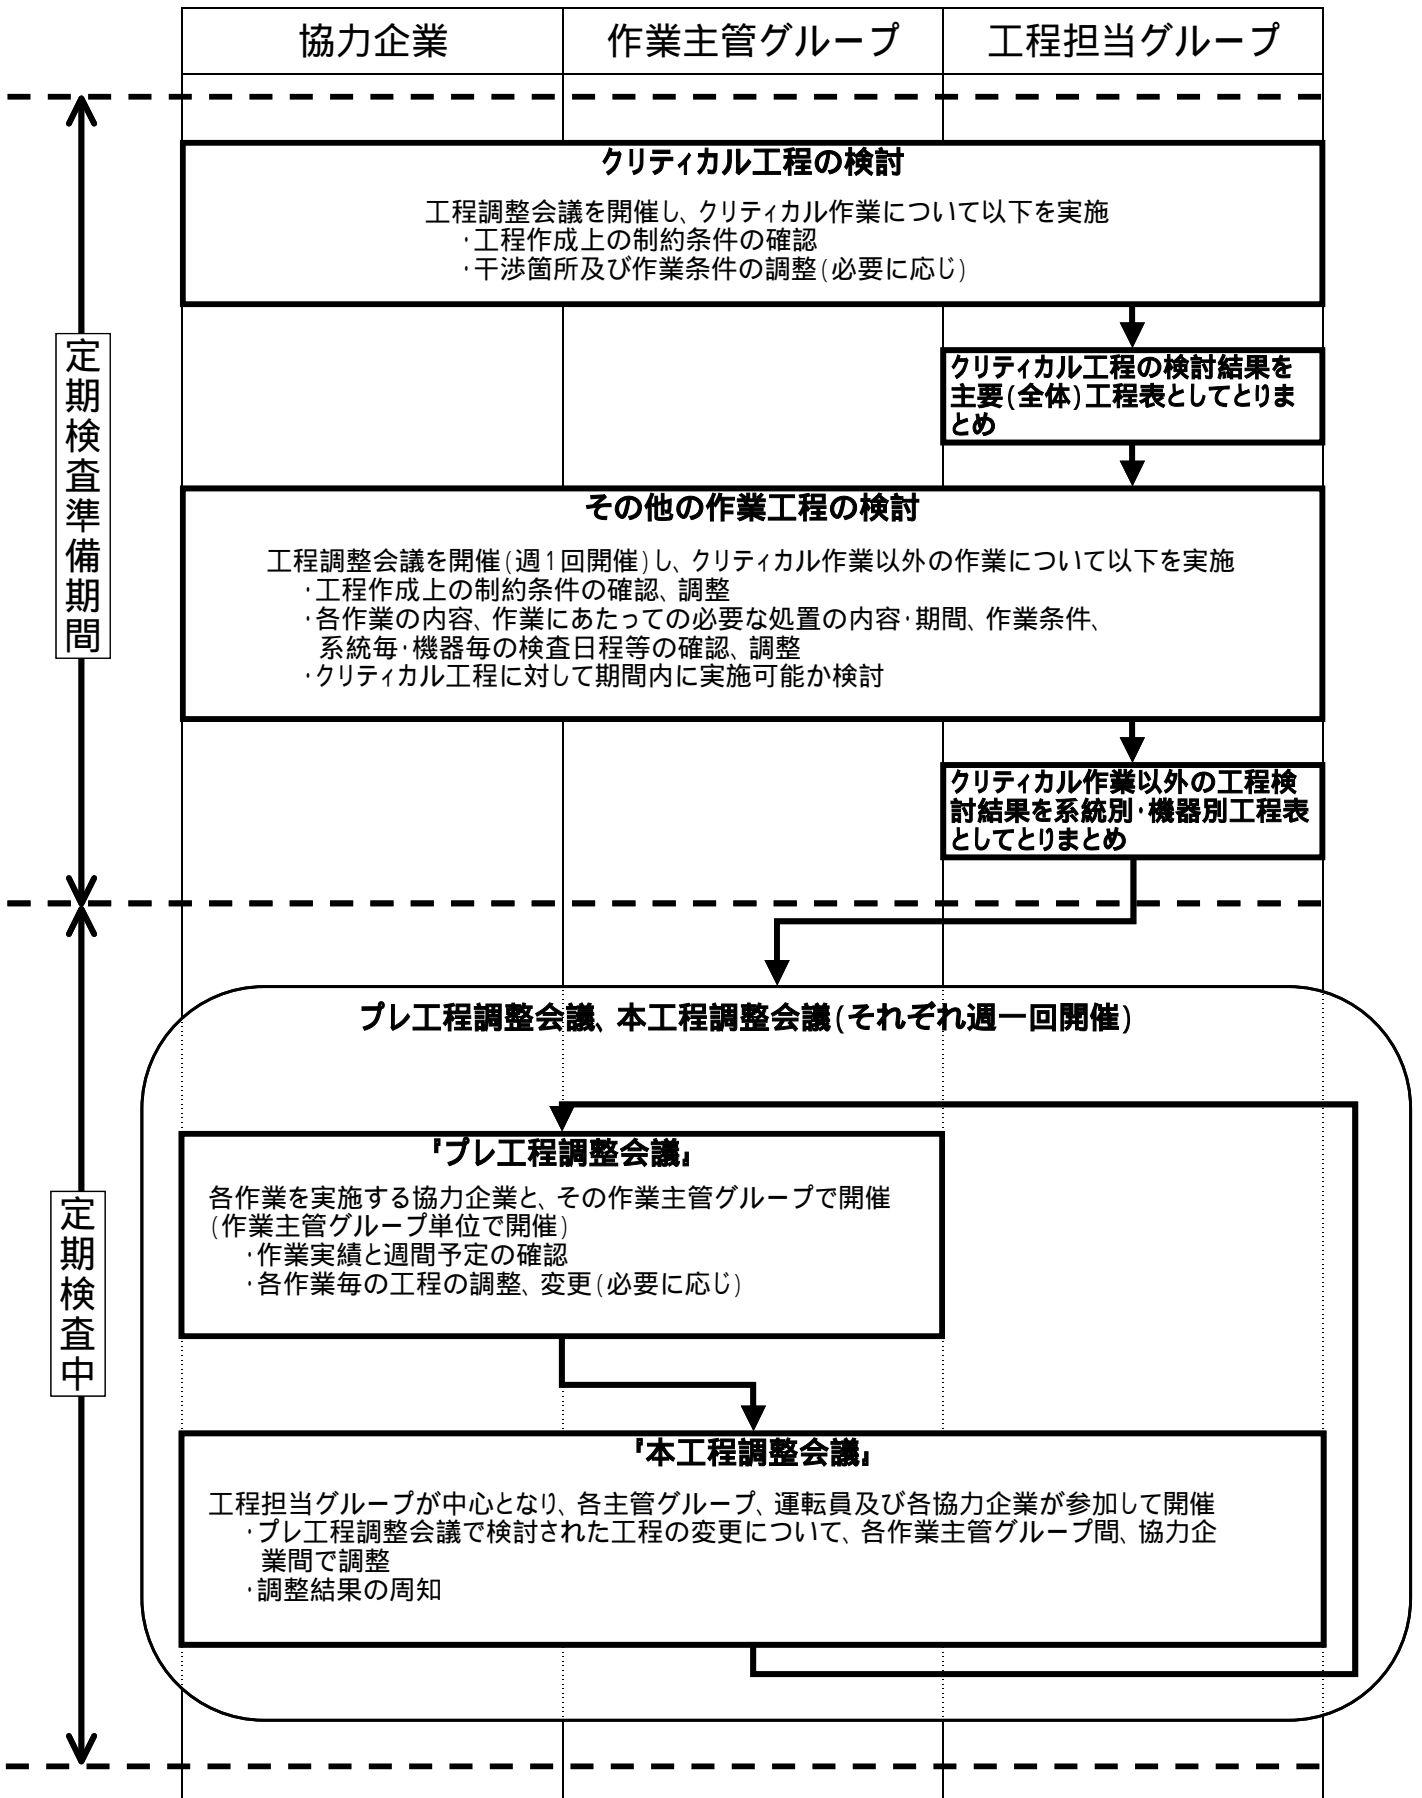 協力企業
作業主管グループ
工程担当グループ
定期検査準備期間
クリティカル工程の検討
工程調整会議を開催し、クリティカル作業について以下を実施
・工程作成上の制約条件の確認
・干渉箇所及び作業条件の調整(必要に応じ)
クリティカル工程の検討結果を
主要(全体)工程表としてとりま
とめ
その他の作業工程の検討
工程調整会議を開催(週1回開催)し、クリティカル作業以外の作業について以下を実施
・工程作成上の制約条件の確認、調整
・各作業の内容、作業にあたっての必要な処置の内容・期間、作業条件、
系統毎・機器毎の検査日程等の確認、調整
・クリティカル工程に対して期間内に実施可能か検討
クリティカル作業以外の工程検
討結果を系統別・機器別工程表
としてとりまとめ
定期検査中
プレ工程調整会議、本工程調整会議(それぞれ週一回開催)
『プレ工程調整会議』
各作業を実施する協力企業と、その作業主管グループで開催
(作業主管グループ単位で開催)
・作業実績と週間予定の確認
・各作業毎の工程の調整、変更(必要に応じ)
『本工程調整会議』
工程担当グループが中心となり、各主管グループ、運転員及び各協力企業が参加して開催
・プレ工程調整会議で検討された工程の変更について、各作業主管グループ間、協力企
業間で調整
・調整結果の周知